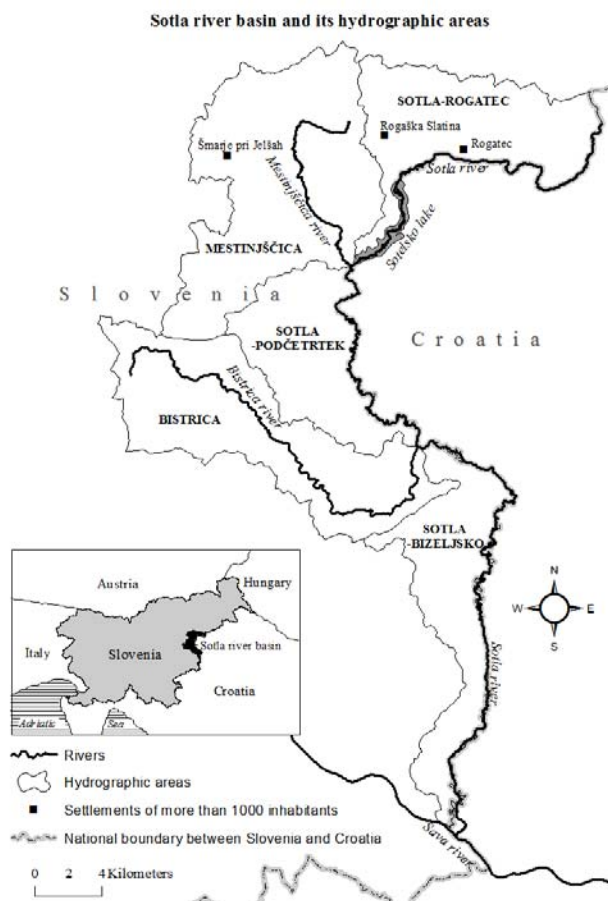 Sotla river basin and its hydrographic areas
SOTLA-ROGATEC
Rogaška Slatina
Rogatec
Šmarje pri Jelšah
Sotla river
Mestinjščica river
Sotelsko lake
MESTINJŠČICA
Slovenia
Croatia
SOTLA
-PODČETRTEK
Bistrica river
BISTRICA
SOTLA
-BIZELJSKO
N
W
E
S
Sotla river
Sava river
Austria
Hungary
Italy
Slovenia
Sotla river basin
Croatia
Adriatic
Sea
Rivers
Hydrographic areas
Settlements of more than 1000 inhabitants
National boundary between Slovenia and Croatia
0 2 4 Kilometers